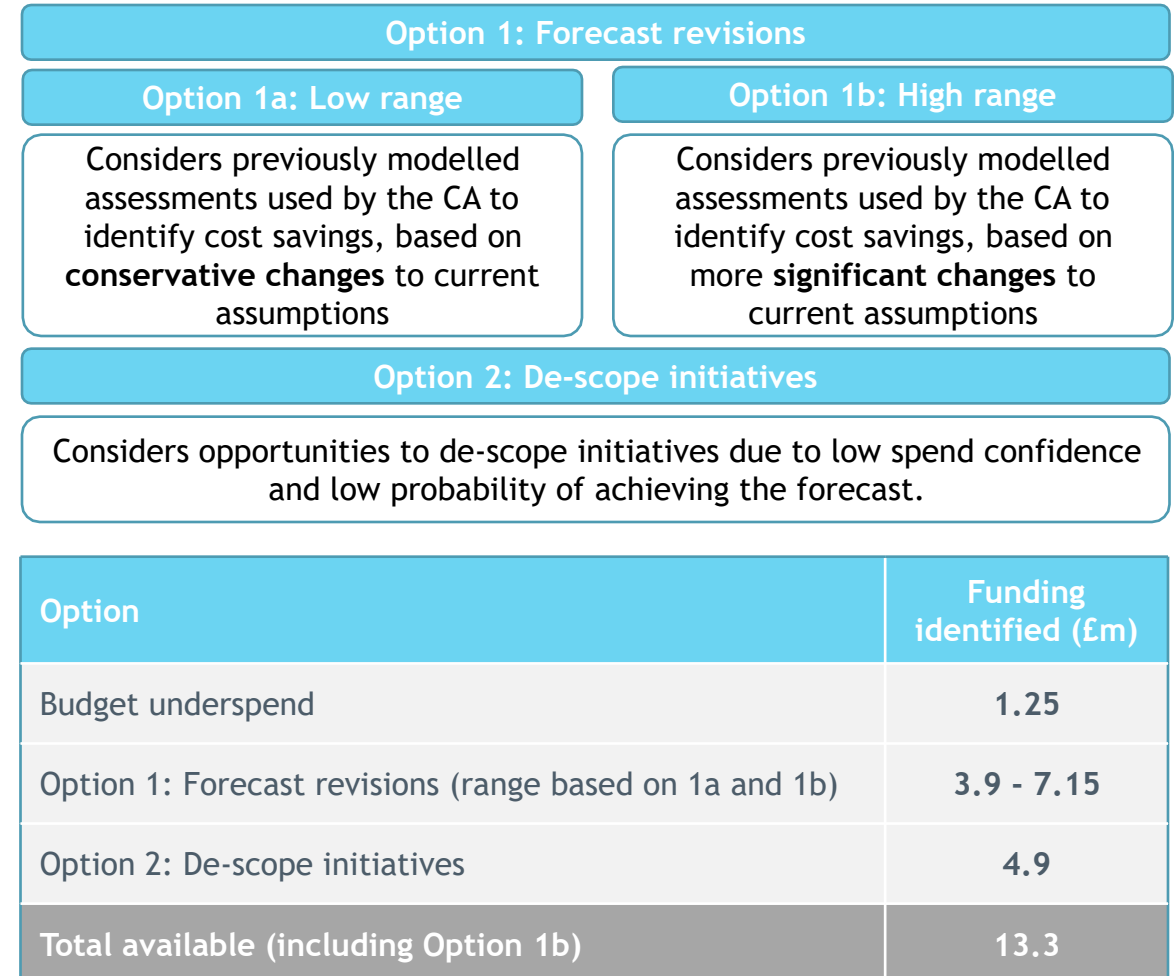 Option 1: Forecast revisions
Option 1a: Low range
Considers previously modelled
assessments used by the CA to
identify cost savings, based on
conservative changes to current
assumptions
Option 1b: High range
Considers previously modelled
assessments used by the CA to
identify cost savings, based on
more significant changes to
current assumptions
Option 2: De-scope initiatives
Considers opportunities to de-scope initiatives due to low spend confidence
and low probability of achieving the forecast.
Option
Funding
identified (£m)
Budget underspend 1.25
Option 1: Forecast revisions (range based on 1a and 1b) 3.9 - 7.15
Option 2: De-scope initiatives 4.9
Total available (including Option 1b) 13.3